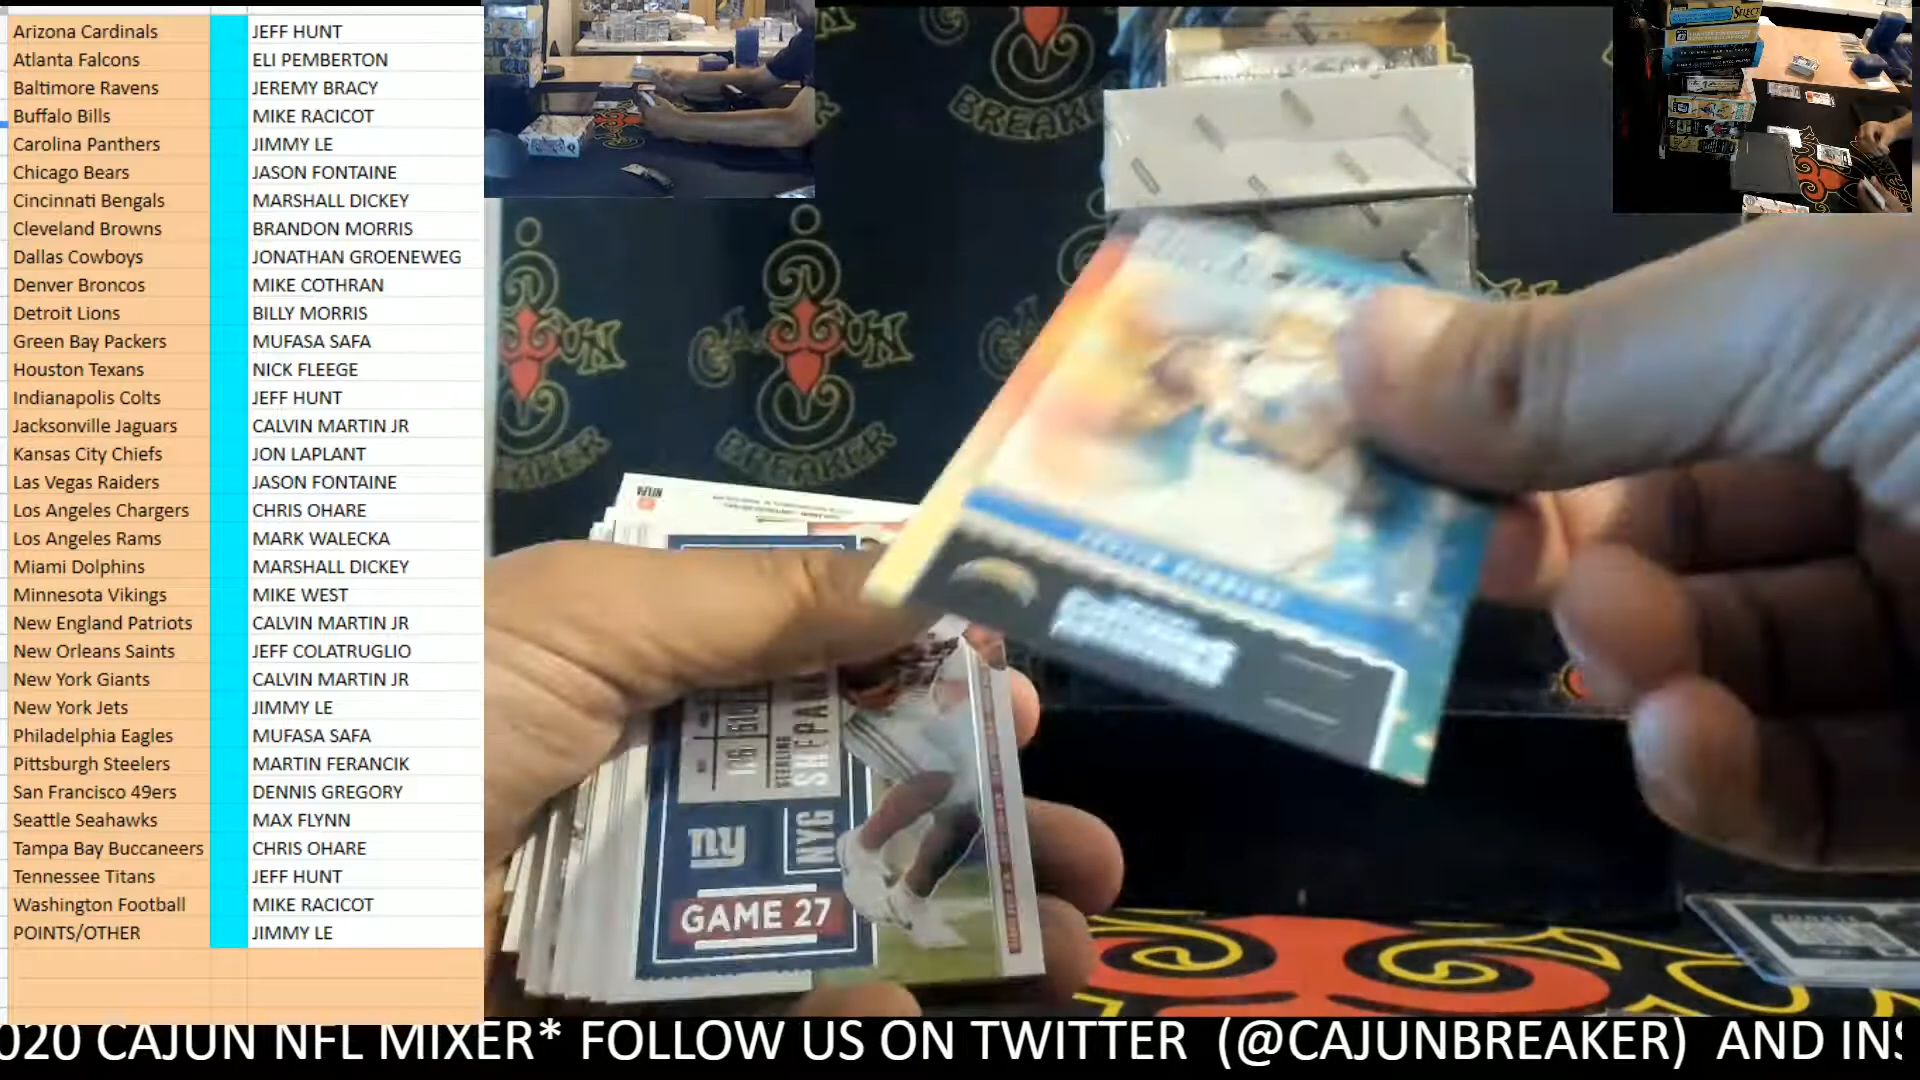 Arizona Cardinals JEFF HUNT
Atlanta Falcons ELI PEMBERTON
Baltimore Ravens JEREMY BRACY
Buffalo Bills MIKE RACICOT
Carolina Panthers JIMMY LE
Chicago Bears JASON FONTAINE
Cincinnati Bengals MARSHALL DICKEY
Cleveland Browns BRANDON MORRIS
Dallas Cowboys JONATHAN GROENEWEG
Denver Broncos MIKE COTHRAN
Detroit Lions BILLY MORRIS
Green Bay Packers MUFASA SAFA
Houston Texans NICK FLEEGE
Indianapolis Colts JEFF HUNT
Jacksonville Jaguars CALVIN MARTIN JR
Kansas City Chiefs JON LAPLANT
Las Vegas Raiders JASON FONTAINE
Los Angeles Chargers CHRIS OHARE
Los Angeles Rams MARK WALECKA
Miami Dolphins MARSHALL DICKEY
Minnesota Vikings MIKE WEST
New England Patriots CALVIN MARTIN JR
New Orleans Saints JEFF COLATRUGLIO
New York Giants CALVIN MARTIN JR
New York Jets JIMMY LE
Philadelphia Eagles MUFASA SAFA
Pittsburgh Steelers MARTIN FERANCIK
San Francisco 49ers DENNIS GREGORY
Seattle Seahawks MAX FLYNN
Tampa Bay Buccaneers CHRIS OHARE
Tennessee Titans JEFF HUNT
Washington Football MIKE RACICOT
POINTS/OTHER JIMMY LE
SELECT
BREAKER
CAJUN
BREAKER
STERLING
NYG
ny
GAME 27
020 CAJUN NFL MIXER* FOLLOW US ON TWITTER (@CAJUNBREAKER) AND INS